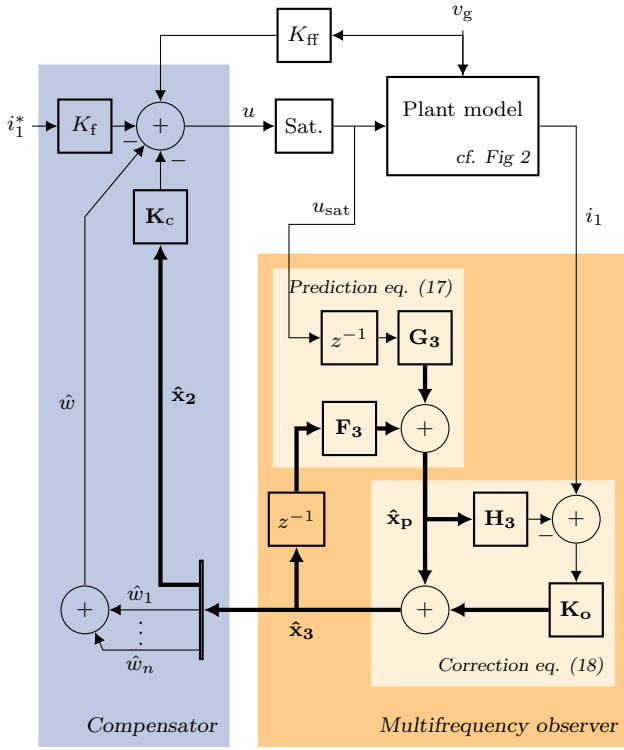 v_g
K_ff
i_1^*
K_f
+
u
Sat.
Plant model
cf. Fig 2
−
−
K_c
u_sat
i_1
Prediction eq. (17)
z^{-1}
G_3
ŵ
x̂_2
F_3
+
z^{-1}
x̂_p
H_3
−
+
ŵ_1
+
⋮
x̂_3
+
K_o
ŵ_n
Correction eq. (18)
Compensator
Multifrequency observer